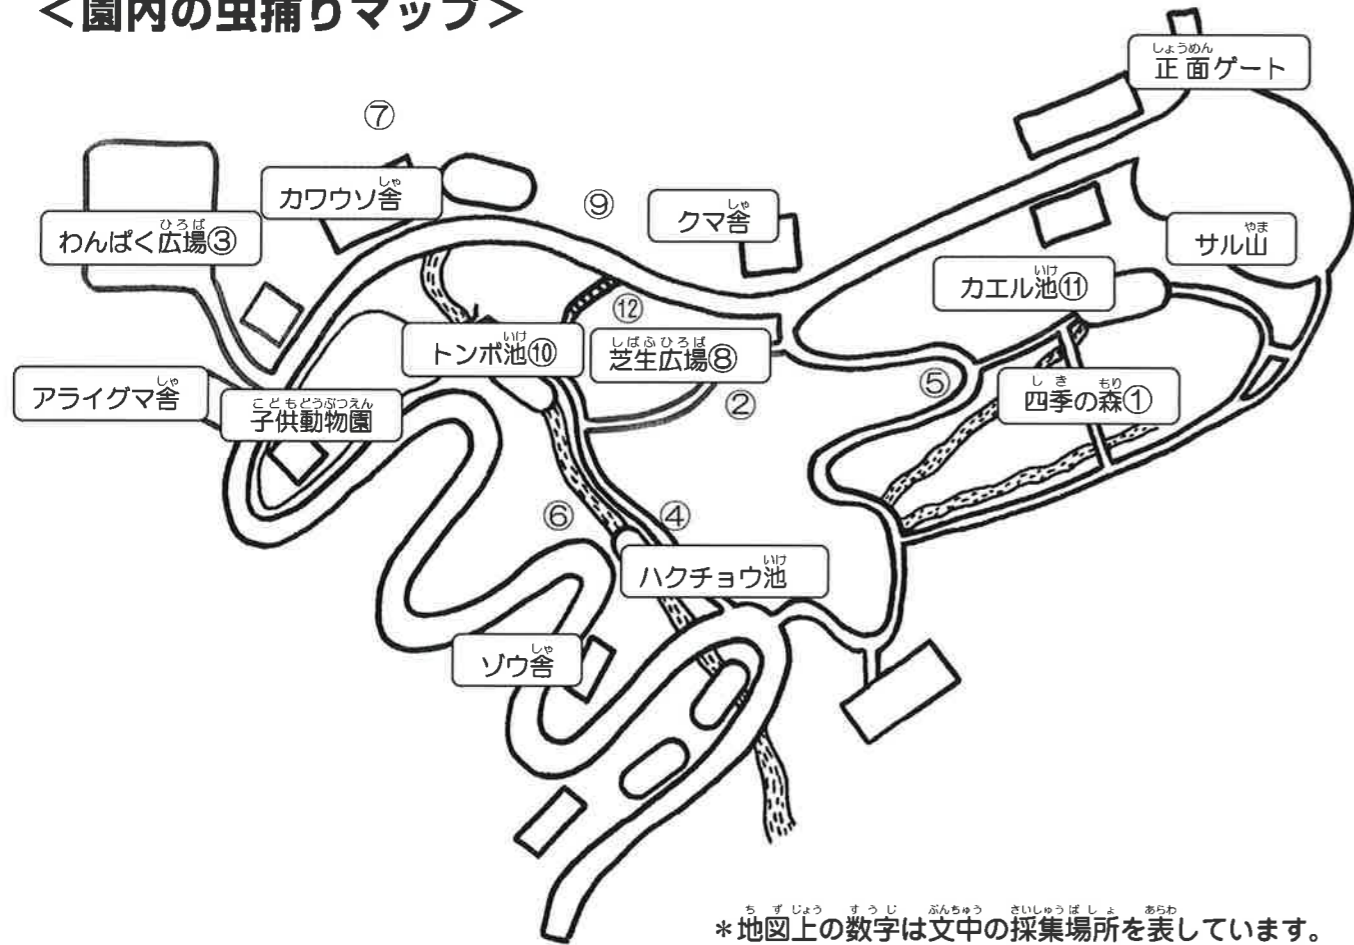 ＜園内の虫捕りマップ＞
しょうめん
正面ゲート
⑦
カワウソ舎
しゃ
⑨
クマ舎
しゃ
わんぱく広場③
ひろば
サル山
やま
カエル池⑪
いけ
⑫
トンボ池⑩
いけ
芝生広場⑧
しばふひろば
⑤
四季の森①
しき もり
アライグマ舎
しゃ
子供動物園
こどもどうぶつえん
②
⑥
④
ハクチョウ池
いけ
ゾウ舎
しゃ
ちずじょう すうじ ぶんちゅう さいしゅうばしょ あらわ
＊地図上の数字は文中の採集場所を表しています。